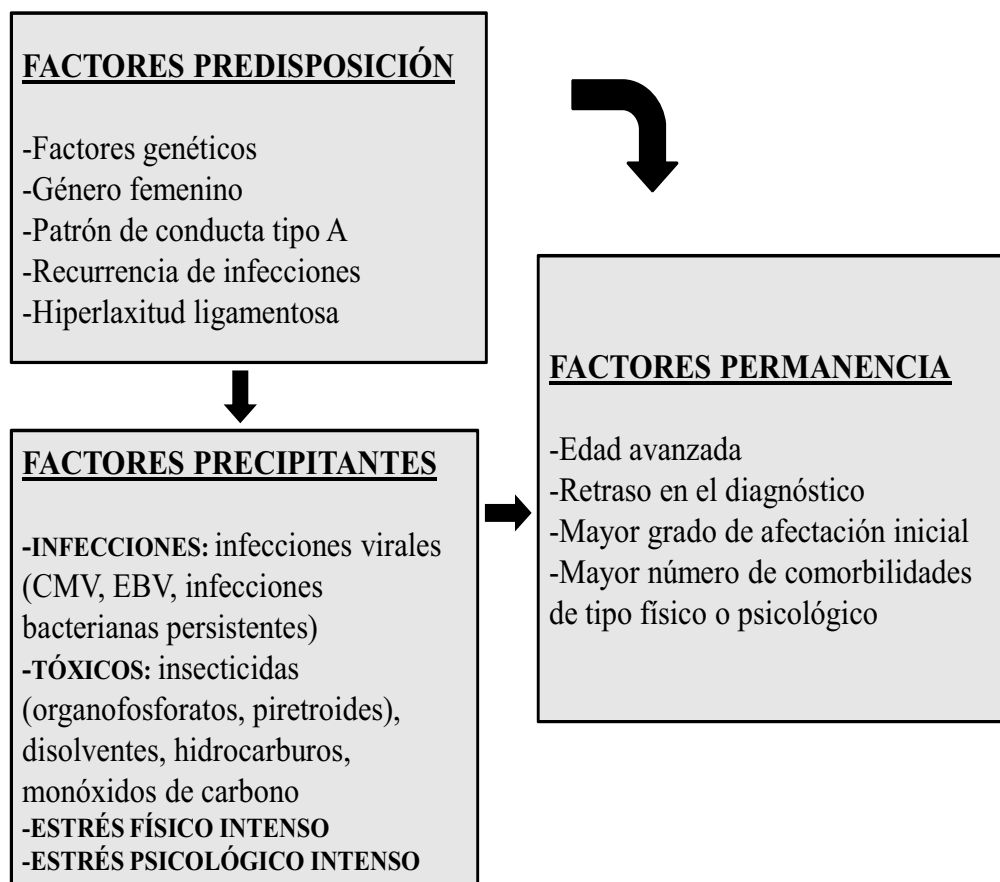 FACTORES PREDISPOSICIÓN
-Factores genéticos
-Género femenino
-Patrón de conducta tipo A
-Recurrencia de infecciones
-Hiperlaxitud ligamentosa
FACTORES PRECIPITANTES
-INFECCIONES: infecciones virales
(CMV, EBV, infecciones
bacterianas persistentes)
-TÓXICOS: insecticidas
(organofosforatos, piretroides),
disolventes, hidrocarburos,
monóxidos de carbono
-ESTRÉS FÍSICO INTENSO
-ESTRÉS PSICOLÓGICO INTENSO
FACTORES PERMANENCIA
-Edad avanzada
-Retraso en el diagnóstico
-Mayor grado de afectación inicial
-Mayor número de comorbilidades
de tipo físico o psicológico